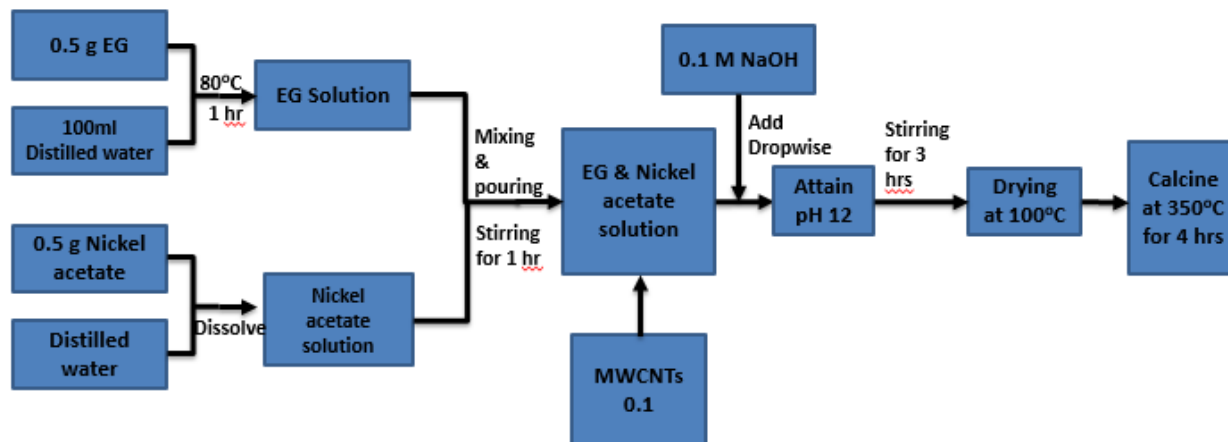 0.5 g EG
100ml
Distilled water
80°C
1 hr
EG Solution
0.5 g Nickel
acetate
Distilled
water
Dissolve
Nickel
acetate
solution
Mixing
&
pouring
Stirring
for 1 hr
EG & Nickel
acetate
solution
MWCNTs
0.1
0.1 M NaOH
Add
Dropwise
Attain
pH 12
Stirring
for 3
hrs
Drying
at 100°C
Calcine
at 350°C
for 4 hrs